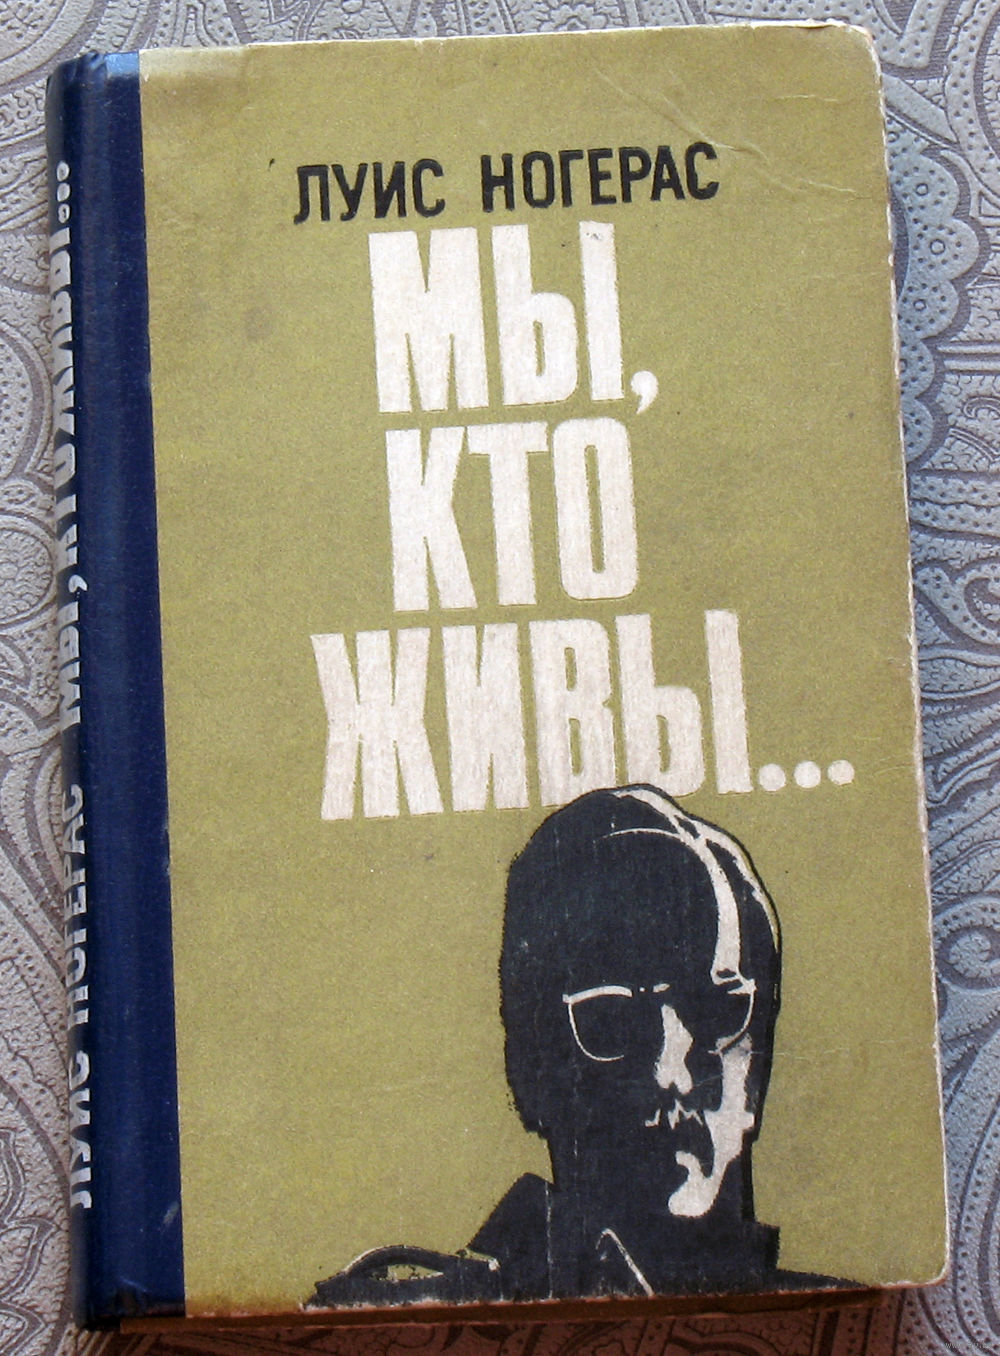 ЛУИС НОГЕРАС
МЫ,
КТО
ЖИВЫ...
ЛУИС НОГЕРАС МЫ, КТО ЖИВЫ...